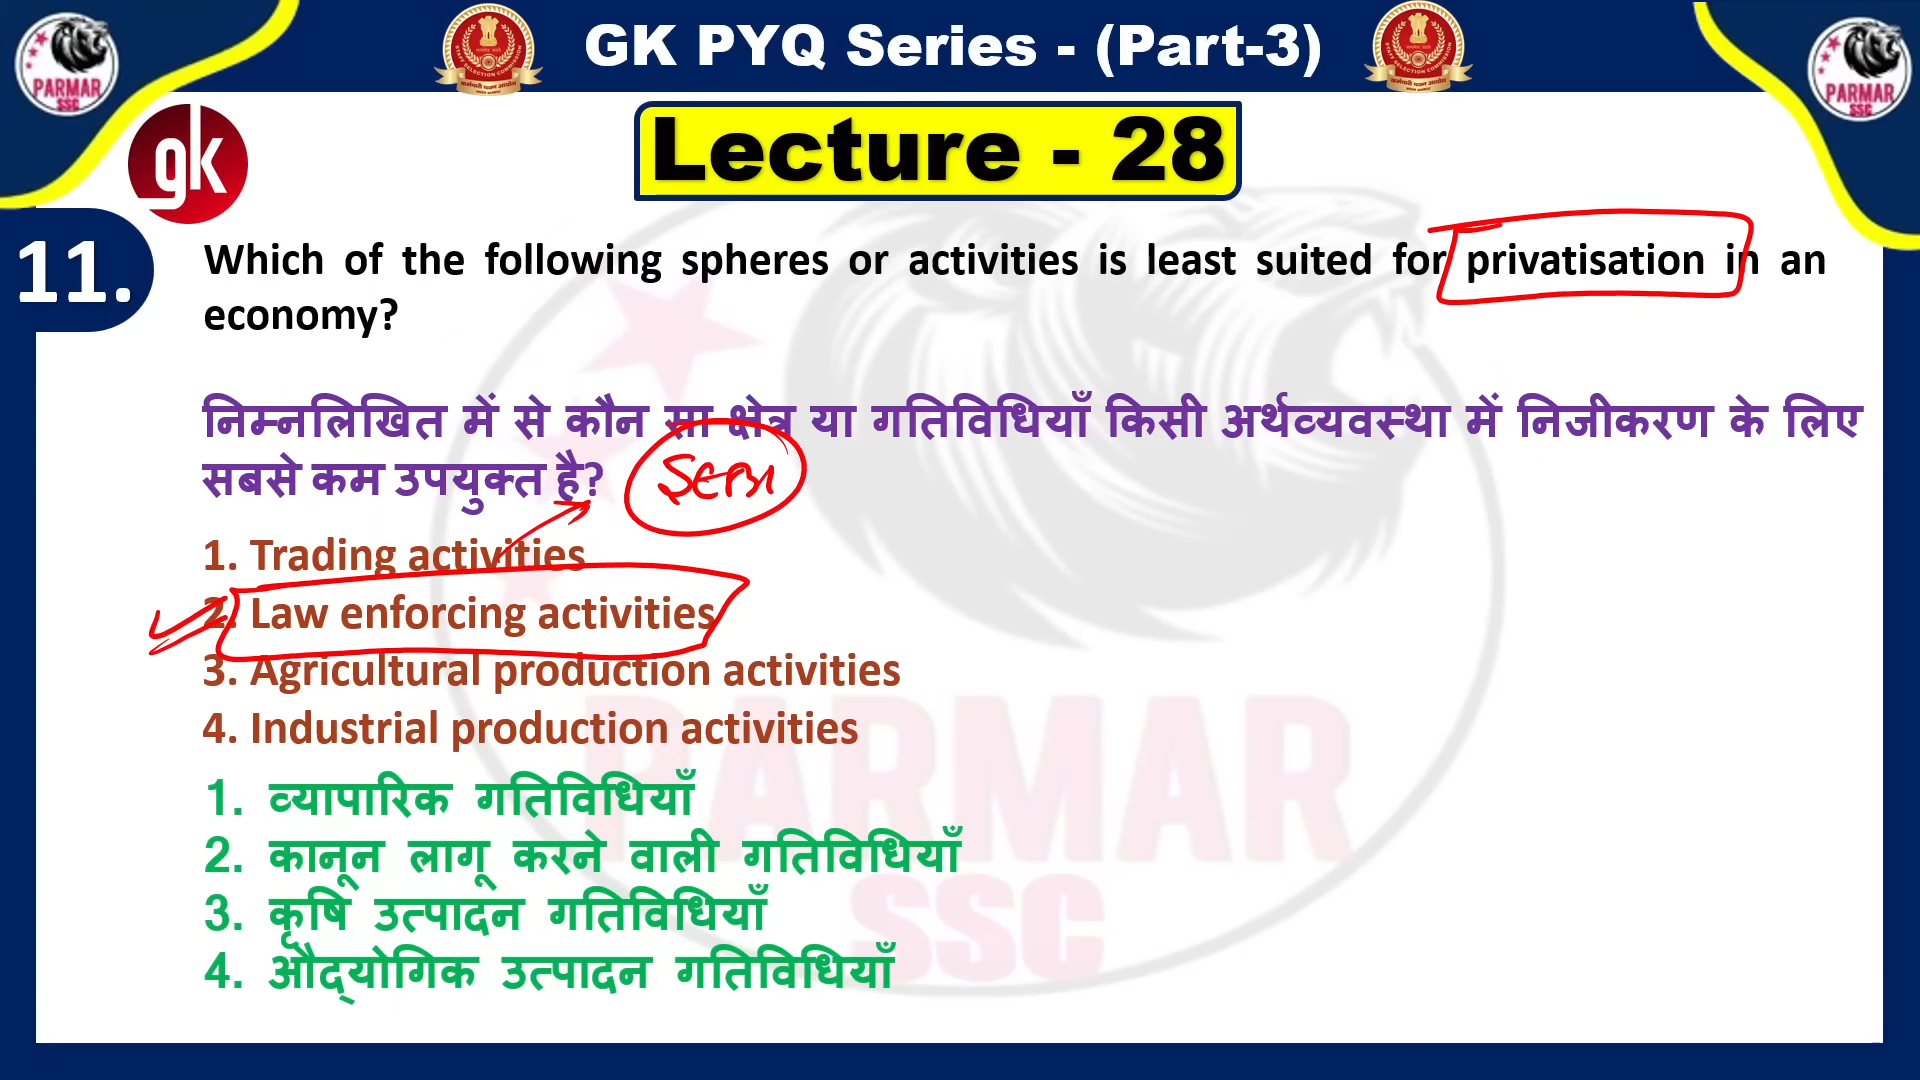 GK PYQ Series - (Part-3)
PARMAR
SSC
PARMAR
SSC
gk
Lecture - 28
11.
Which of the following spheres or activities is least suited for privatisation in an
economy?
निम्नलिखित में से कौन सा क्षेत्र या गतिविधियाँ किसी अर्थव्यवस्था में निजीकरण के लिए
सबसे कम उपयुक्त है?
SEBI
1. Trading activities
2. Law enforcing activities
3. Agricultural production activities
4. Industrial production activities
1. व्यापारिक गतिविधियाँ
2. कानून लागू करने वाली गतिविधियाँ
3. कृषि उत्पादन गतिविधियाँ
4. औद्योगिक उत्पादन गतिविधियाँ
PARMAR
SSC